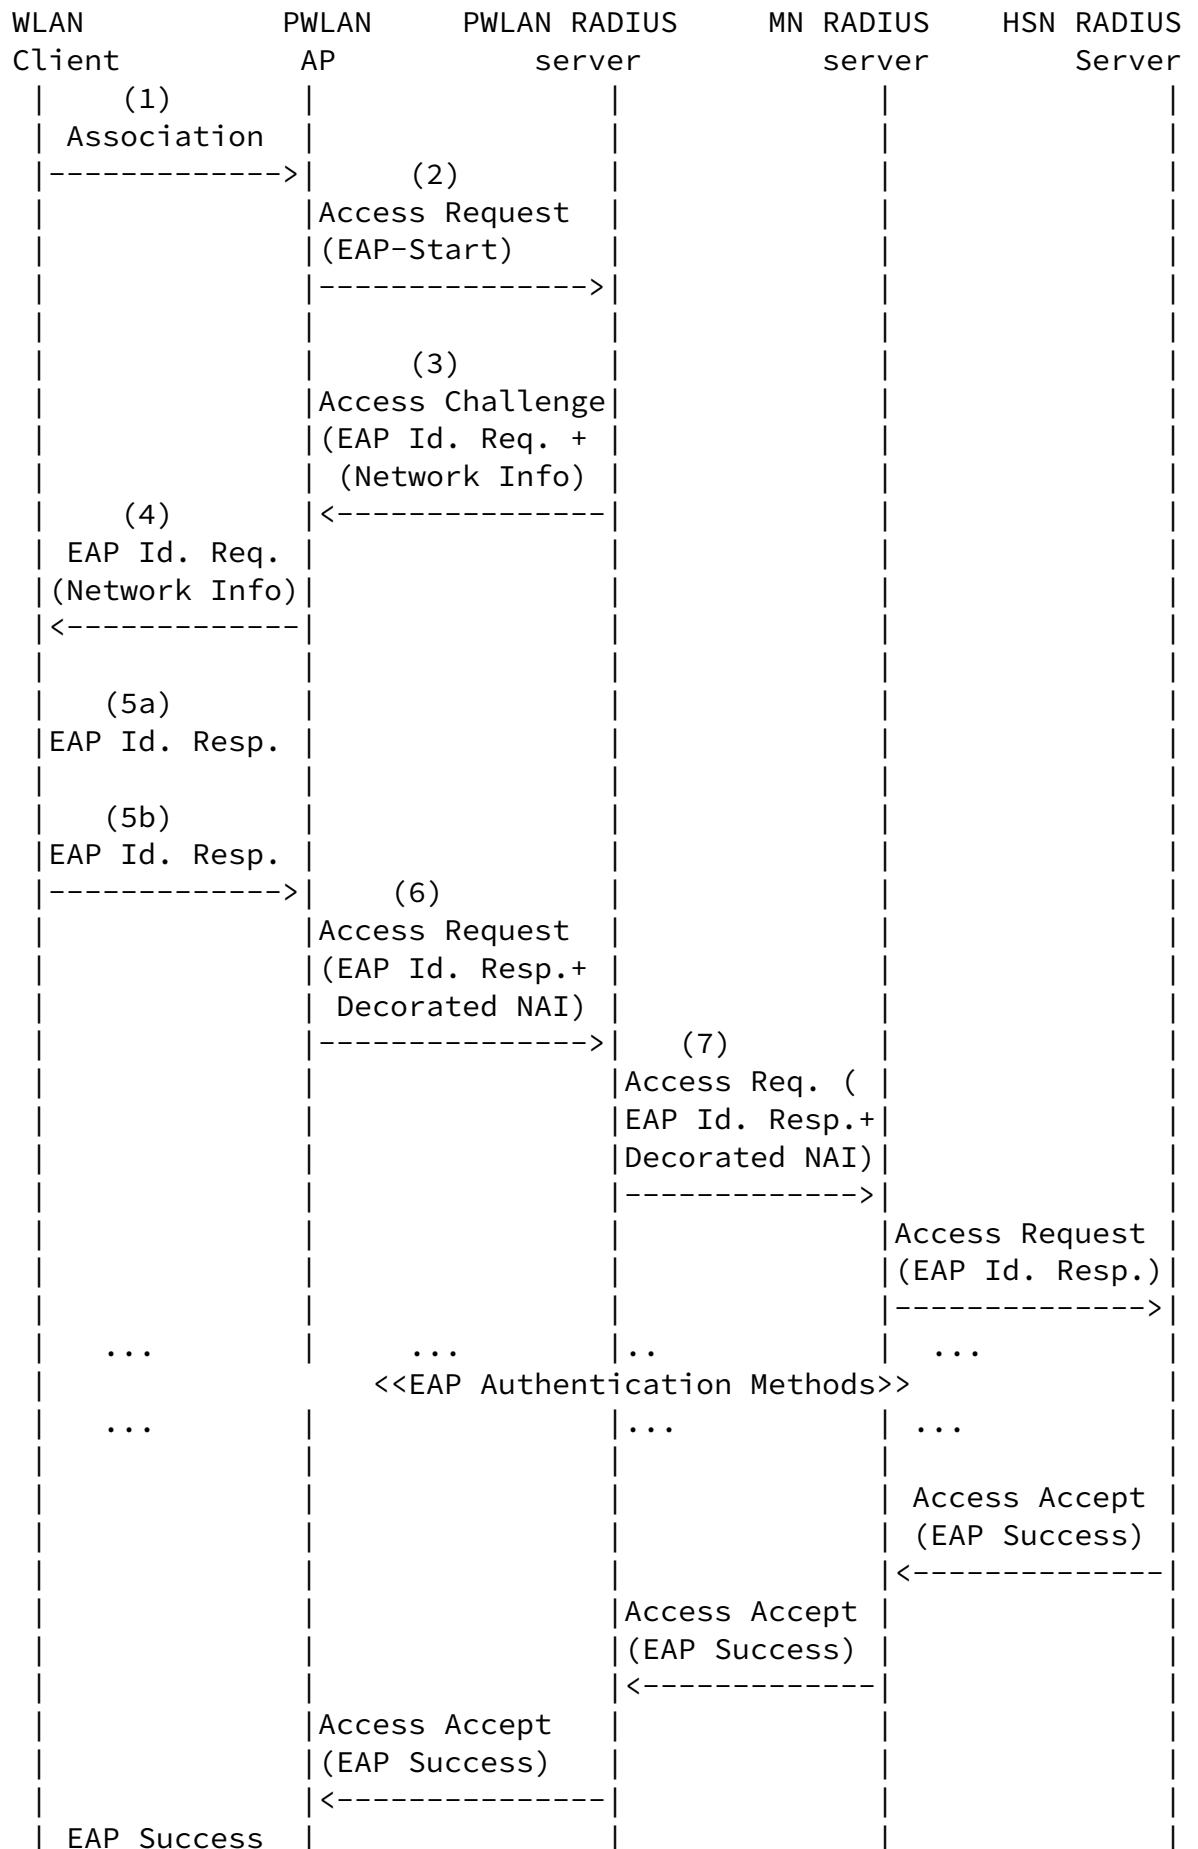 WLAN PWLAN PWLAN RADIUS MN RADIUS HSN RADIUS
Client AP server server Server
(1)
Association
------------->
(2)
Access Request
(EAP-Start)
--------------->
(3)
Access Challenge
(EAP Id. Req. +
(Network Info)
<---------------
(4)
EAP Id. Req.
(Network Info)
<-------------
(5a)
EAP Id. Resp.
(5b)
EAP Id. Resp.
------------->
(6)
Access Request
(EAP Id. Resp.+
Decorated NAI)
--------------->
(7)
Access Req. (
EAP Id. Resp.+
Decorated NAI)
------------->
Access Request
(EAP Id. Resp.)
-------------->
... ... .. ...
<<EAP Authentication Methods>>
... ... ...
Access Accept
(EAP Success)
<--------------
Access Accept
(EAP Success)
<-------------
Access Accept
(EAP Success)
<---------------
EAP Success